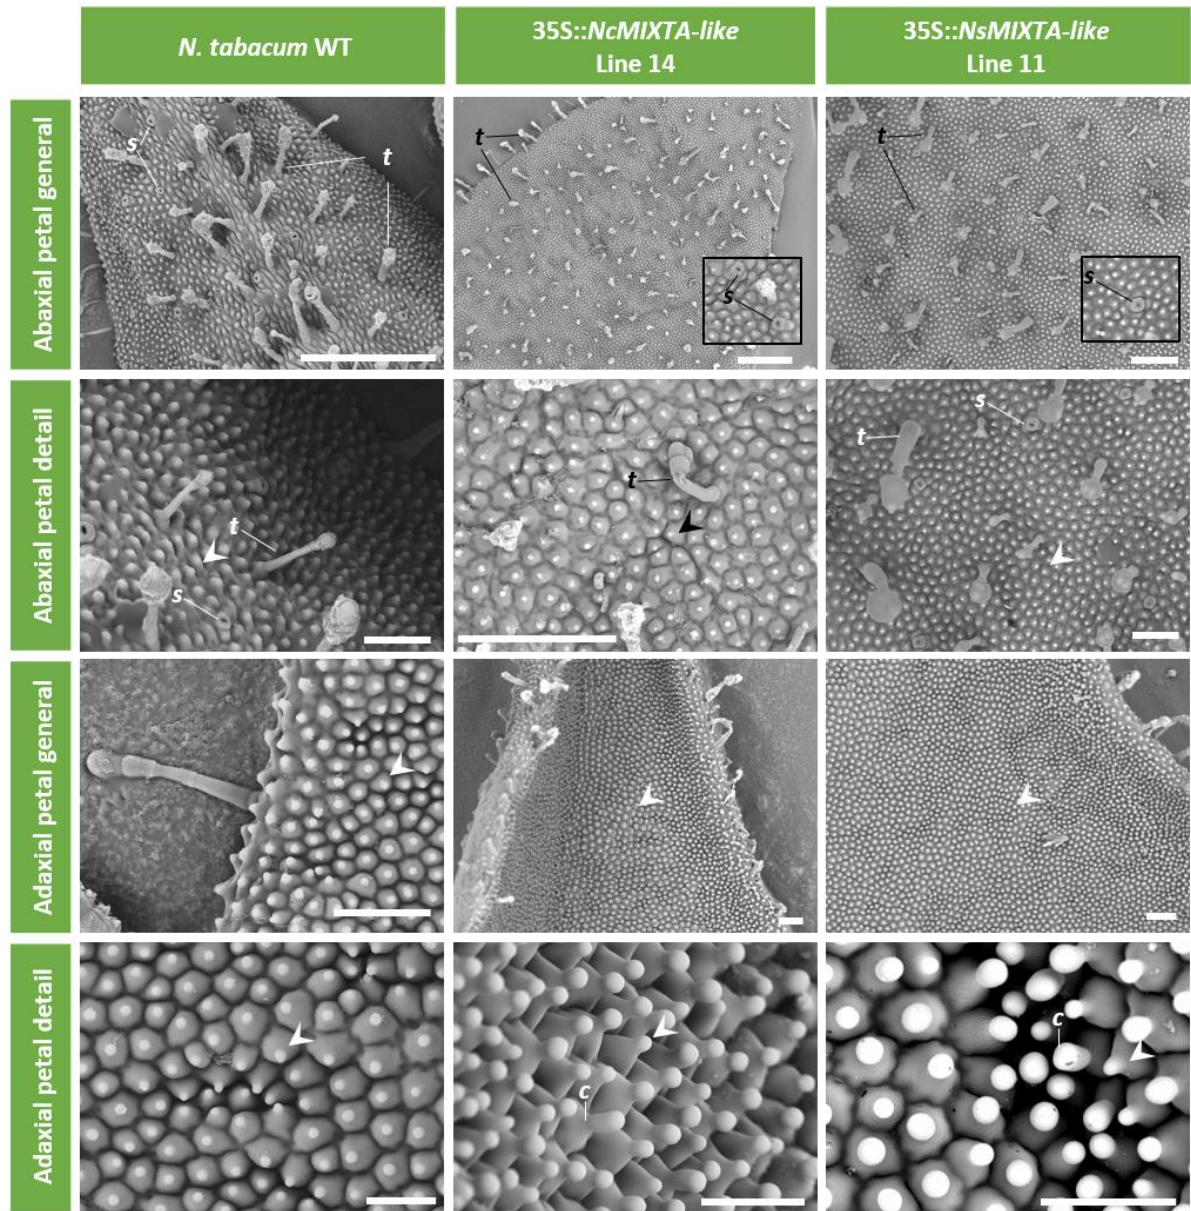 N. tabacum WT
35S::NcMIXTA-like
Line 14
35S::NsMIXTA-like
Line 11
Abaxial petal general
s
t
t
s
t
s
Abaxial petal detail
t
s
t
t
s
Adaxial petal general
Adaxial petal detail
c
c